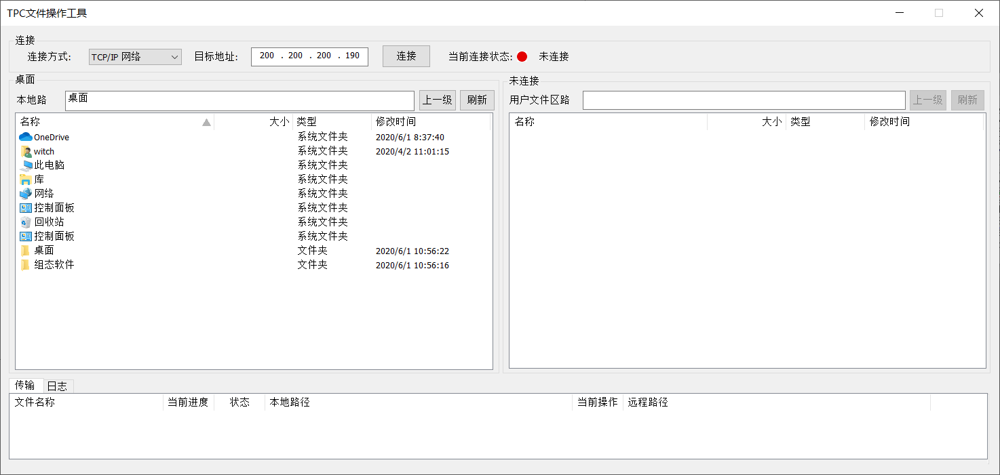 TPC文件操作工具
连接
连接方式: TCP/IP 网络 目标地址: 200 . 200 . 200 . 190 连接 当前连接状态: 未连接
桌面
本地路 桌面 上一级 刷新
名称 大小 类型 修改时间
OneDrive 系统文件夹 2020/6/1 8:37:40
witch 系统文件夹 2020/4/2 11:01:15
此电脑 系统文件夹
库 系统文件夹
网络 系统文件夹
控制面板 系统文件夹
回收站 系统文件夹
控制面板 系统文件夹
桌面 文件夹 2020/6/1 10:56:22
组态软件 文件夹 2020/6/1 10:56:16
未连接
用户文件区路 上一级 刷新
名称 大小 类型 修改时间
传输 日志
文件名称 当前进度 状态 本地路径 当前操作 远程路径